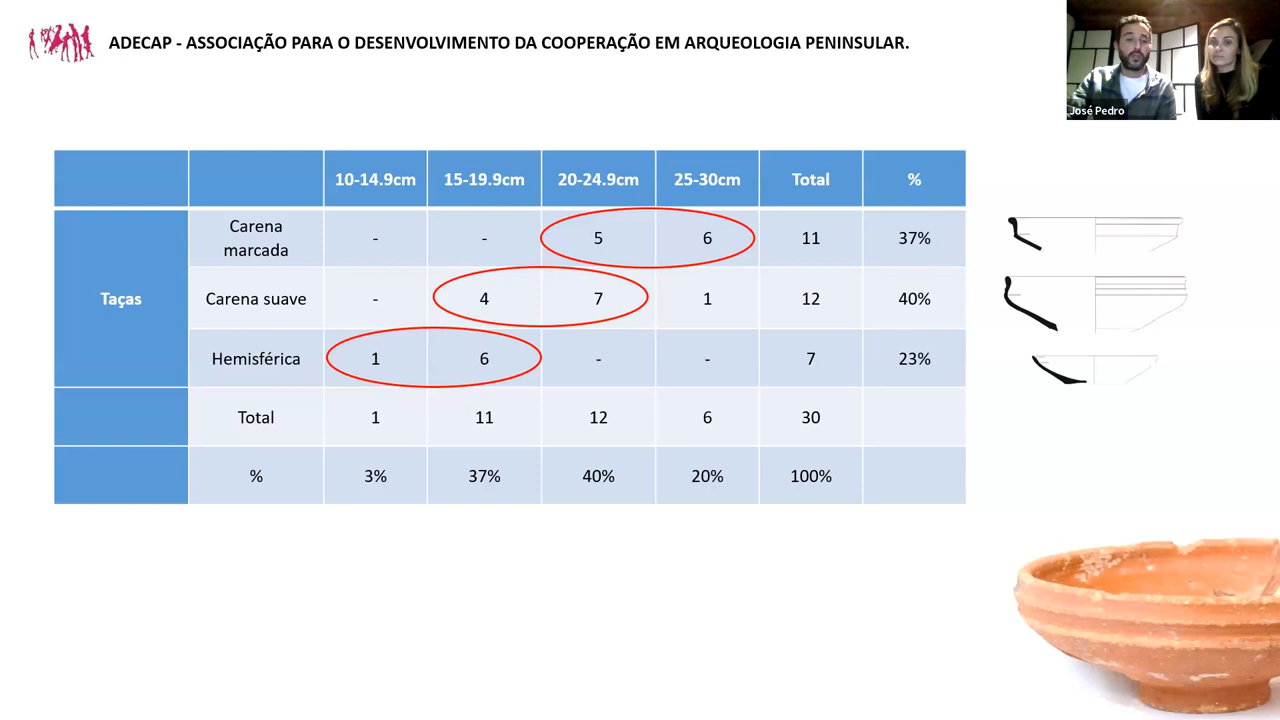 ADECAP - ASSOCIAÇÃO PARA O DESENVOLVIMENTO DA COOPERAÇÃO EM ARQUEOLOGIA PENINSULAR.
José Pedro
10-14.9cm 15-19.9cm 20-24.9cm 25-30cm Total %
Taças
Carena
marcada - - 5 6 11 37%
Carena suave - 4 7 1 12 40%
Hemisférica 1 6 - - 7 23%
Total 1 11 12 6 30
% 3% 37% 40% 20% 100%